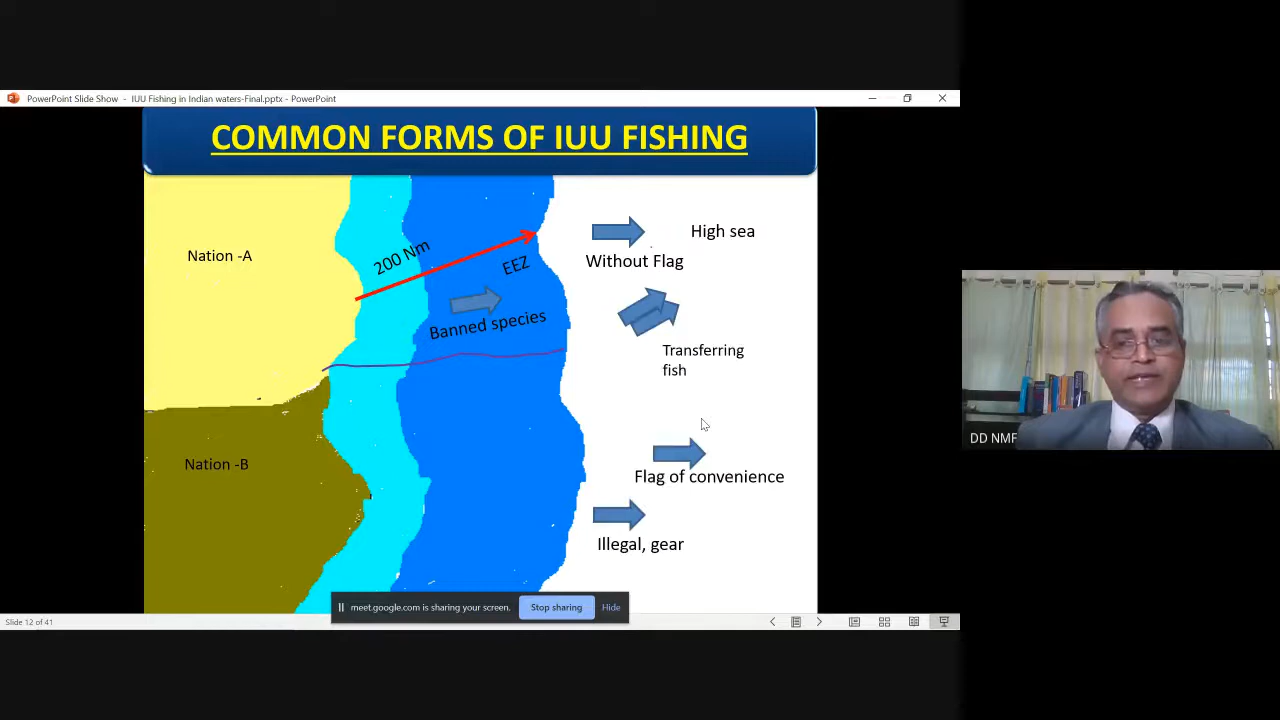 PowerPoint Slide Show - IUU Fishing in Indian waters-Final.pptx - PowerPoint
COMMON FORMS OF IUU FISHING
Nation -A
200 Nm
EEZ
Banned species
High sea
Without Flag
Transferring
fish
Nation -B
Flag of convenience
Illegal, gear
DD NMF
meet.google.com is sharing your screen.
Stop sharing
Hide
Slide 12 of 41